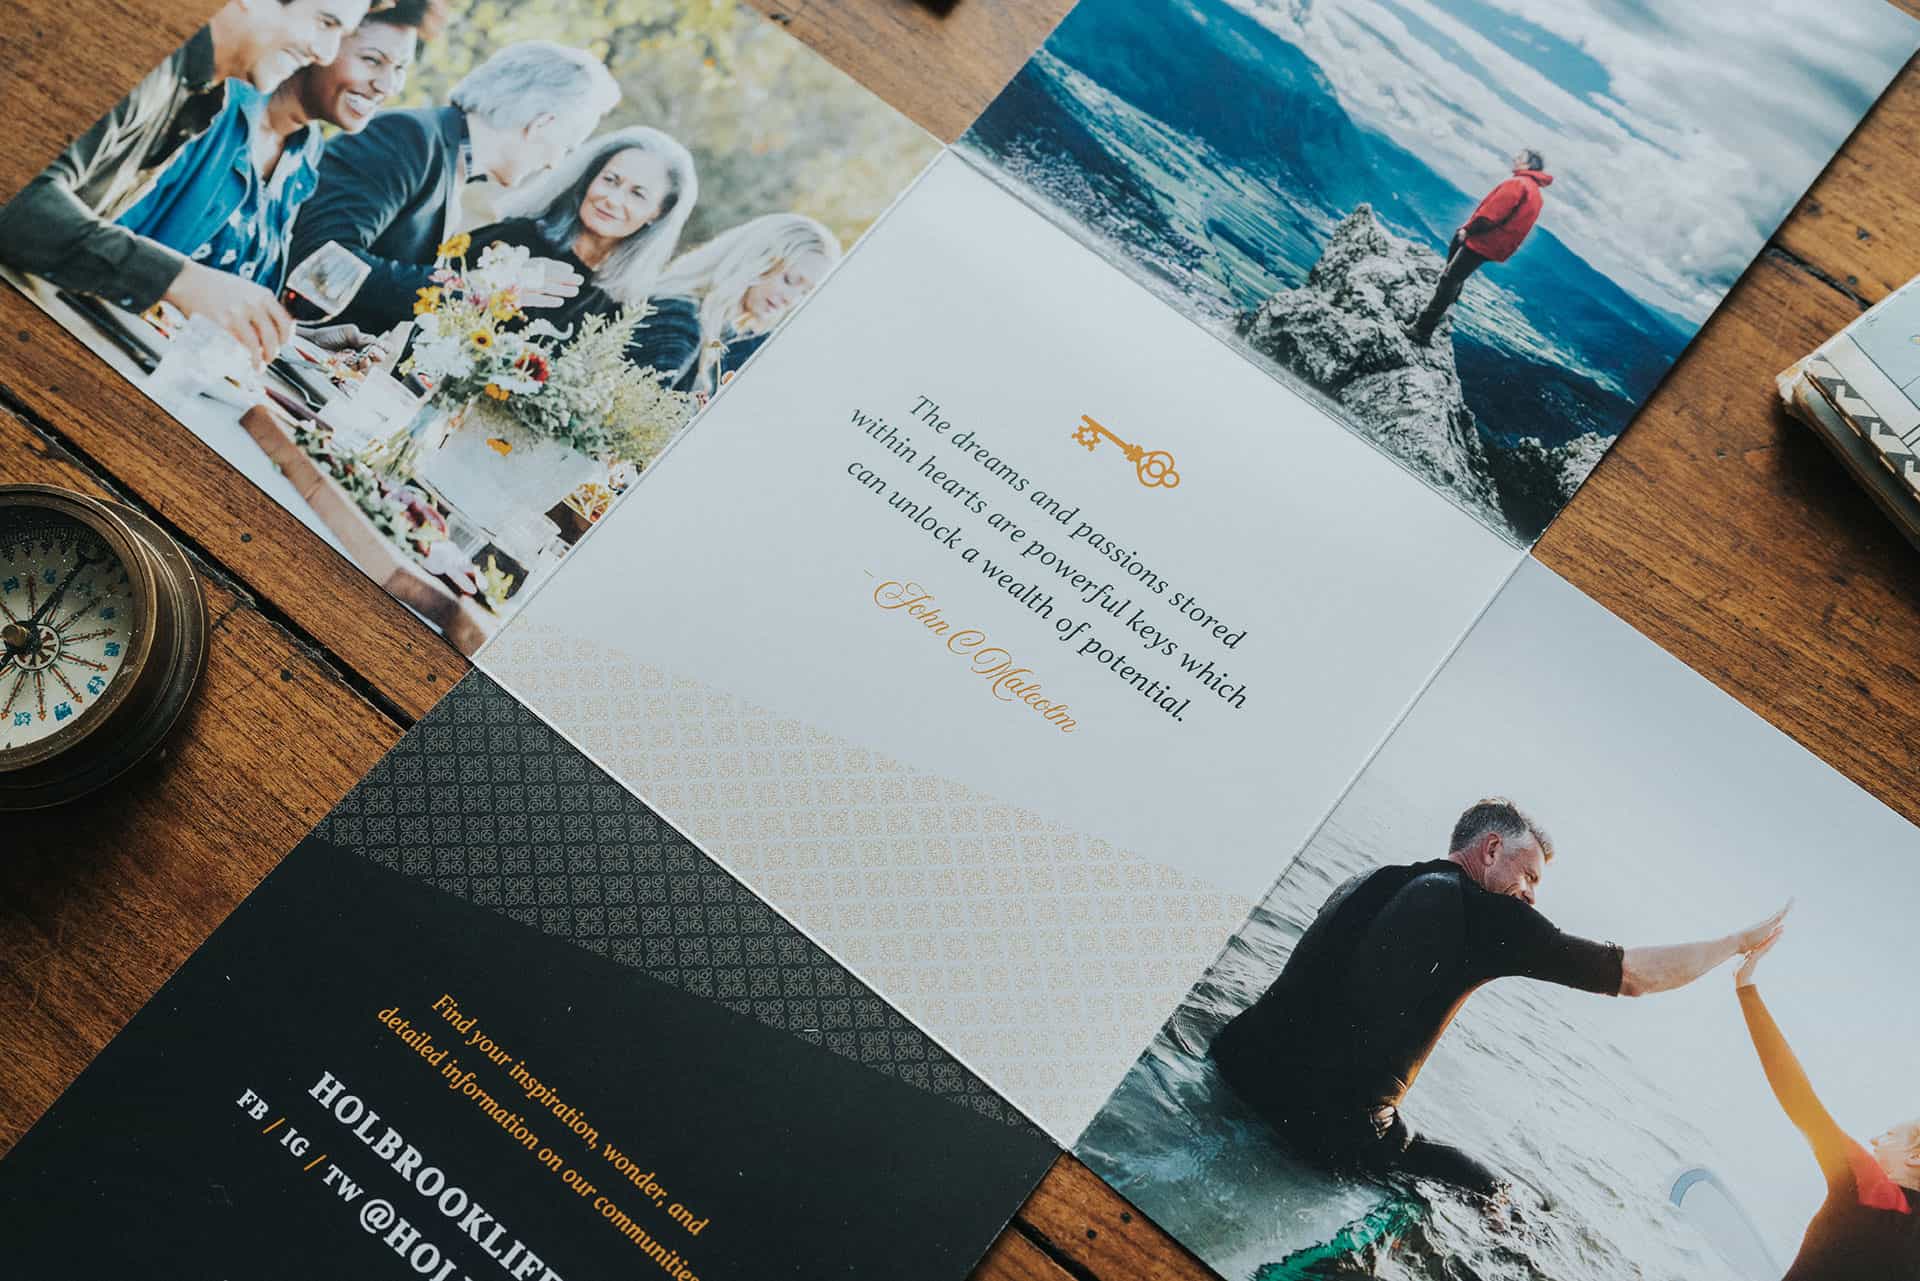 The dreams and passions stored
within hearts are powerful keys which
can unlock a wealth of potential.
- John C Malcolm
Find your inspiration, wonder, and
detailed information on our communities
HOLBROOKLIFE
FB / IG / TW @HOL